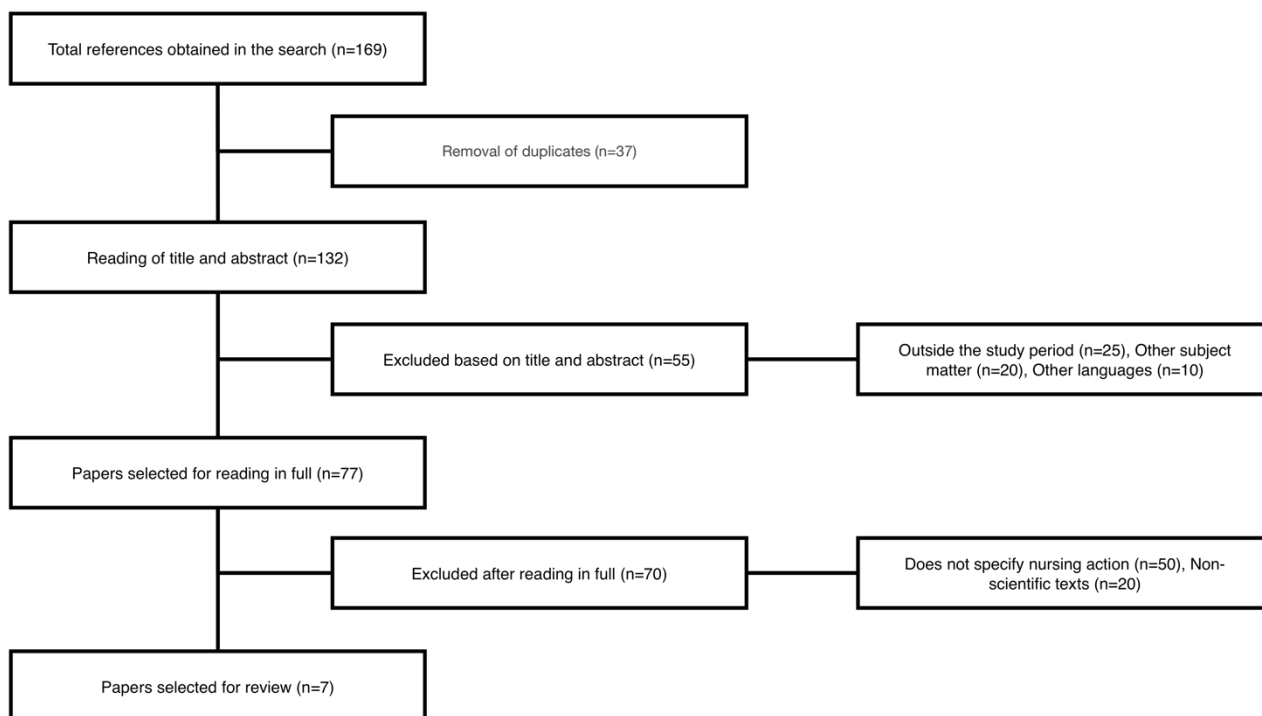 Total references obtained in the search (n=169)
Removal of duplicates (n=37)
Reading of title and abstract (n=132)
Excluded based on title and abstract (n=55)
Outside the study period (n=25), Other subject
matter (n=20), Other languages (n=10)
Papers selected for reading in full (n=77)
Excluded after reading in full (n=70)
Does not specify nursing action (n=50), Non-
scientific texts (n=20)
Papers selected for review (n=7)